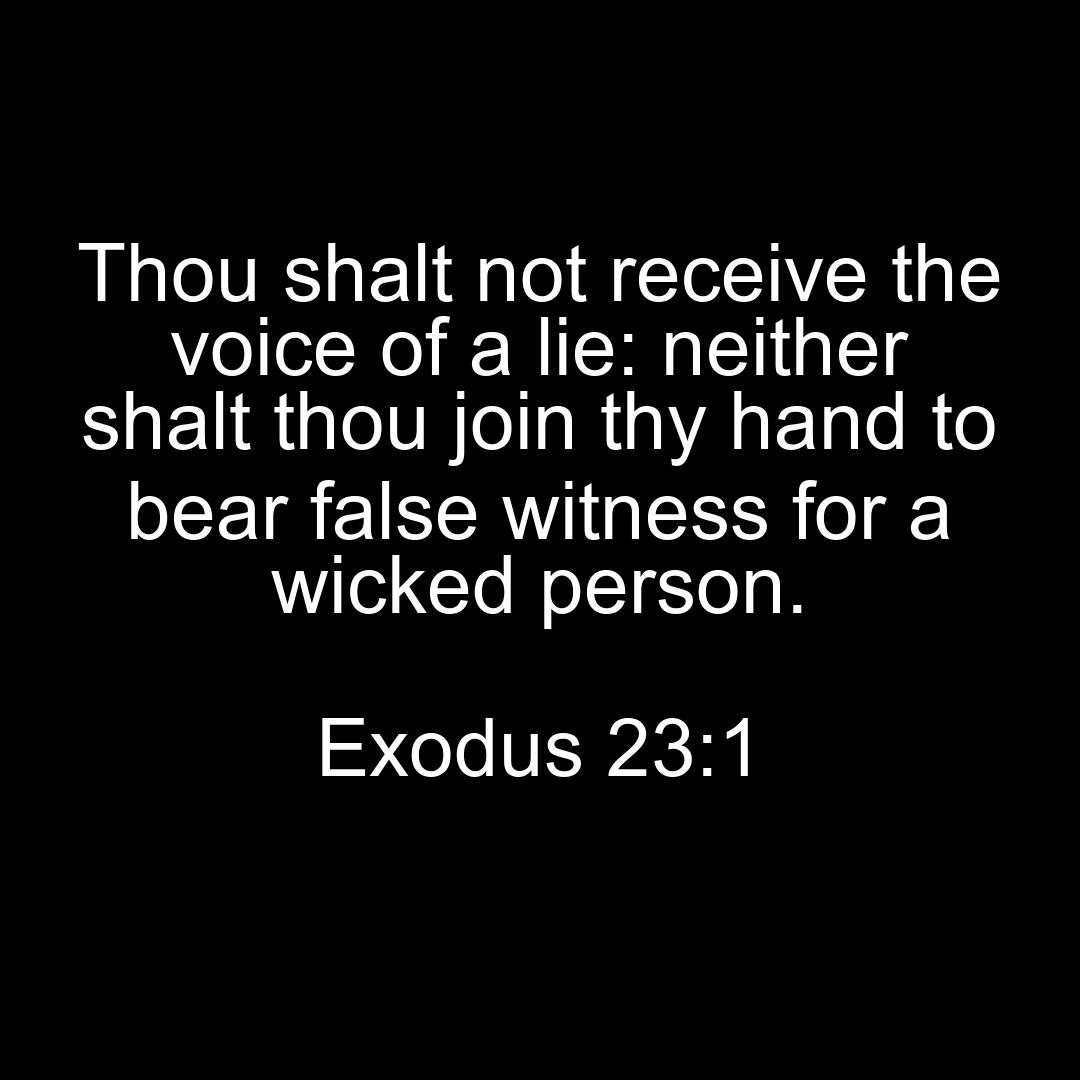 Thou shalt not receive the
voice of a lie: neither
shalt thou join thy hand to
bear false witness for a
wicked person.
Exodus 23:1